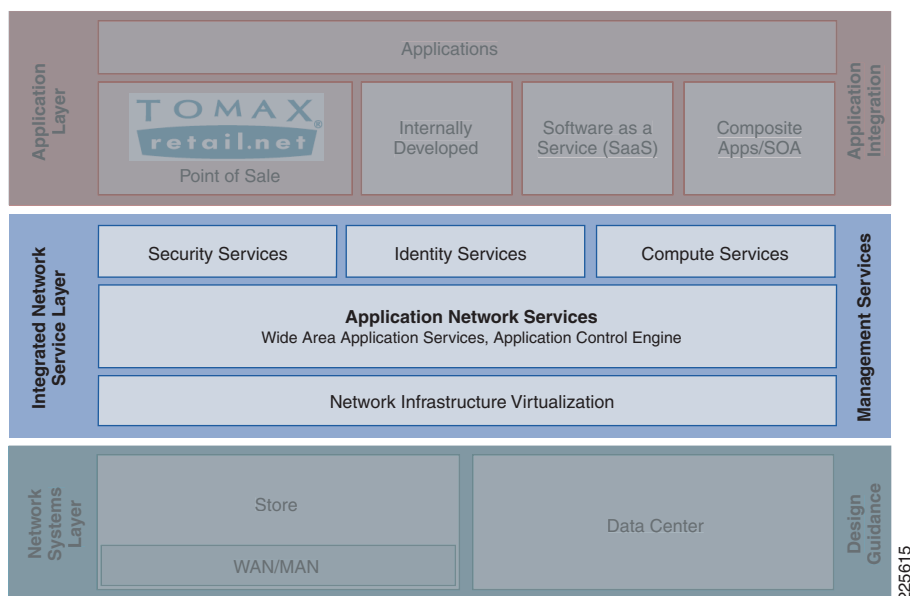 Application
Layer
Applications
TOMAX®
retail.net
Point of Sale
Internally
Developed
Software as a
Service (SaaS)
Composite
Apps/SOA
Application
Integration
Integrated Network
Service Layer
Security Services
Identity Services
Compute Services
Application Network Services
Wide Area Application Services, Application Control Engine
Network Infrastructure Virtualization
Management Services
Network
Systems
Layer
Store
WAN/MAN
Data Center
Design
Guidance
225615